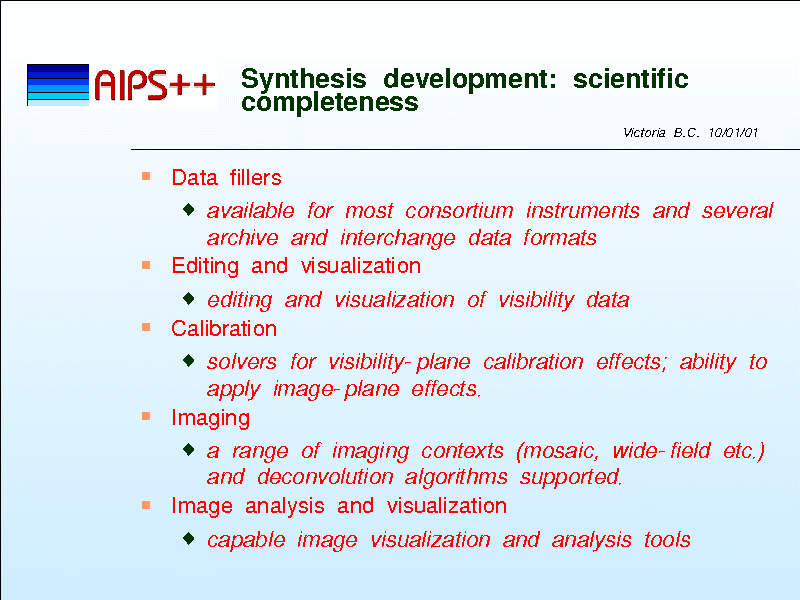 AIPS++
Synthesis development: scientific
completeness
Victoria B.C. 10/01/01
Data fillers
available for most consortium instruments and several
archive and interchange data formats
Editing and visualization
editing and visualization of visibility data
Calibration
solvers for visibility-plane calibration effects; ability to
apply image-plane effects.
Imaging
a range of imaging contexts (mosaic, wide-field etc.)
and deconvolution algorithms supported.
Image analysis and visualization
capable image visualization and analysis tools